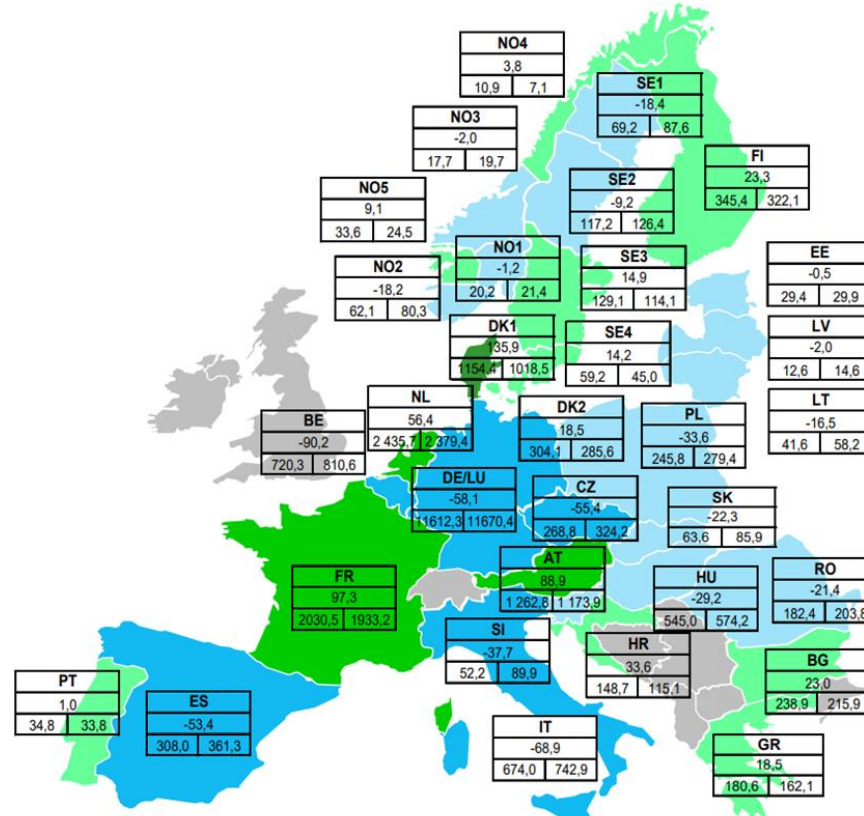 NO4
3,8
10,9 7,1
SE1
-18,4
69,2 87,6
NO3
-2,0
17,7 19,7
FI
23,3
345,4 322,1
SE2
-9,2
117,2 126,4
NO5
9,1
33,6 24,5
NO1
-1,2
20,2 21,4
SE3
14,9
129,1 114,1
EE
-0,5
29,4 29,9
NO2
-18,2
62,1 80,3
DK1
135,9
1154,4 1018,5
SE4
14,2
59,2 45,0
LV
-2,0
12,6 14,6
NL
56,4
2 435,7 2 379,4
LT
-16,5
41,6 58,2
BE
-90,2
720,3 810,6
DK2
18,5
304,1 285,6
PL
-33,6
245,8 279,4
DE/LU
-58,1
11612,3 11670,4
CZ
-55,4
268,8 324,2
SK
-22,3
63,6 85,9
AT
88,9
1 262,8 1 173,9
FR
97,3
2030,5 1933,2
HU
-29,2
545,0 574,2
RO
-21,4
182,4 203,8
SI
-37,7
52,2 89,9
HR
33,6
148,7 115,1
BG
23,0
238,9 215,9
PT
1,0
34,8 33,8
ES
-53,4
308,0 361,3
IT
-68,9
674,0 742,9
GR
18,5
180,6 162,1